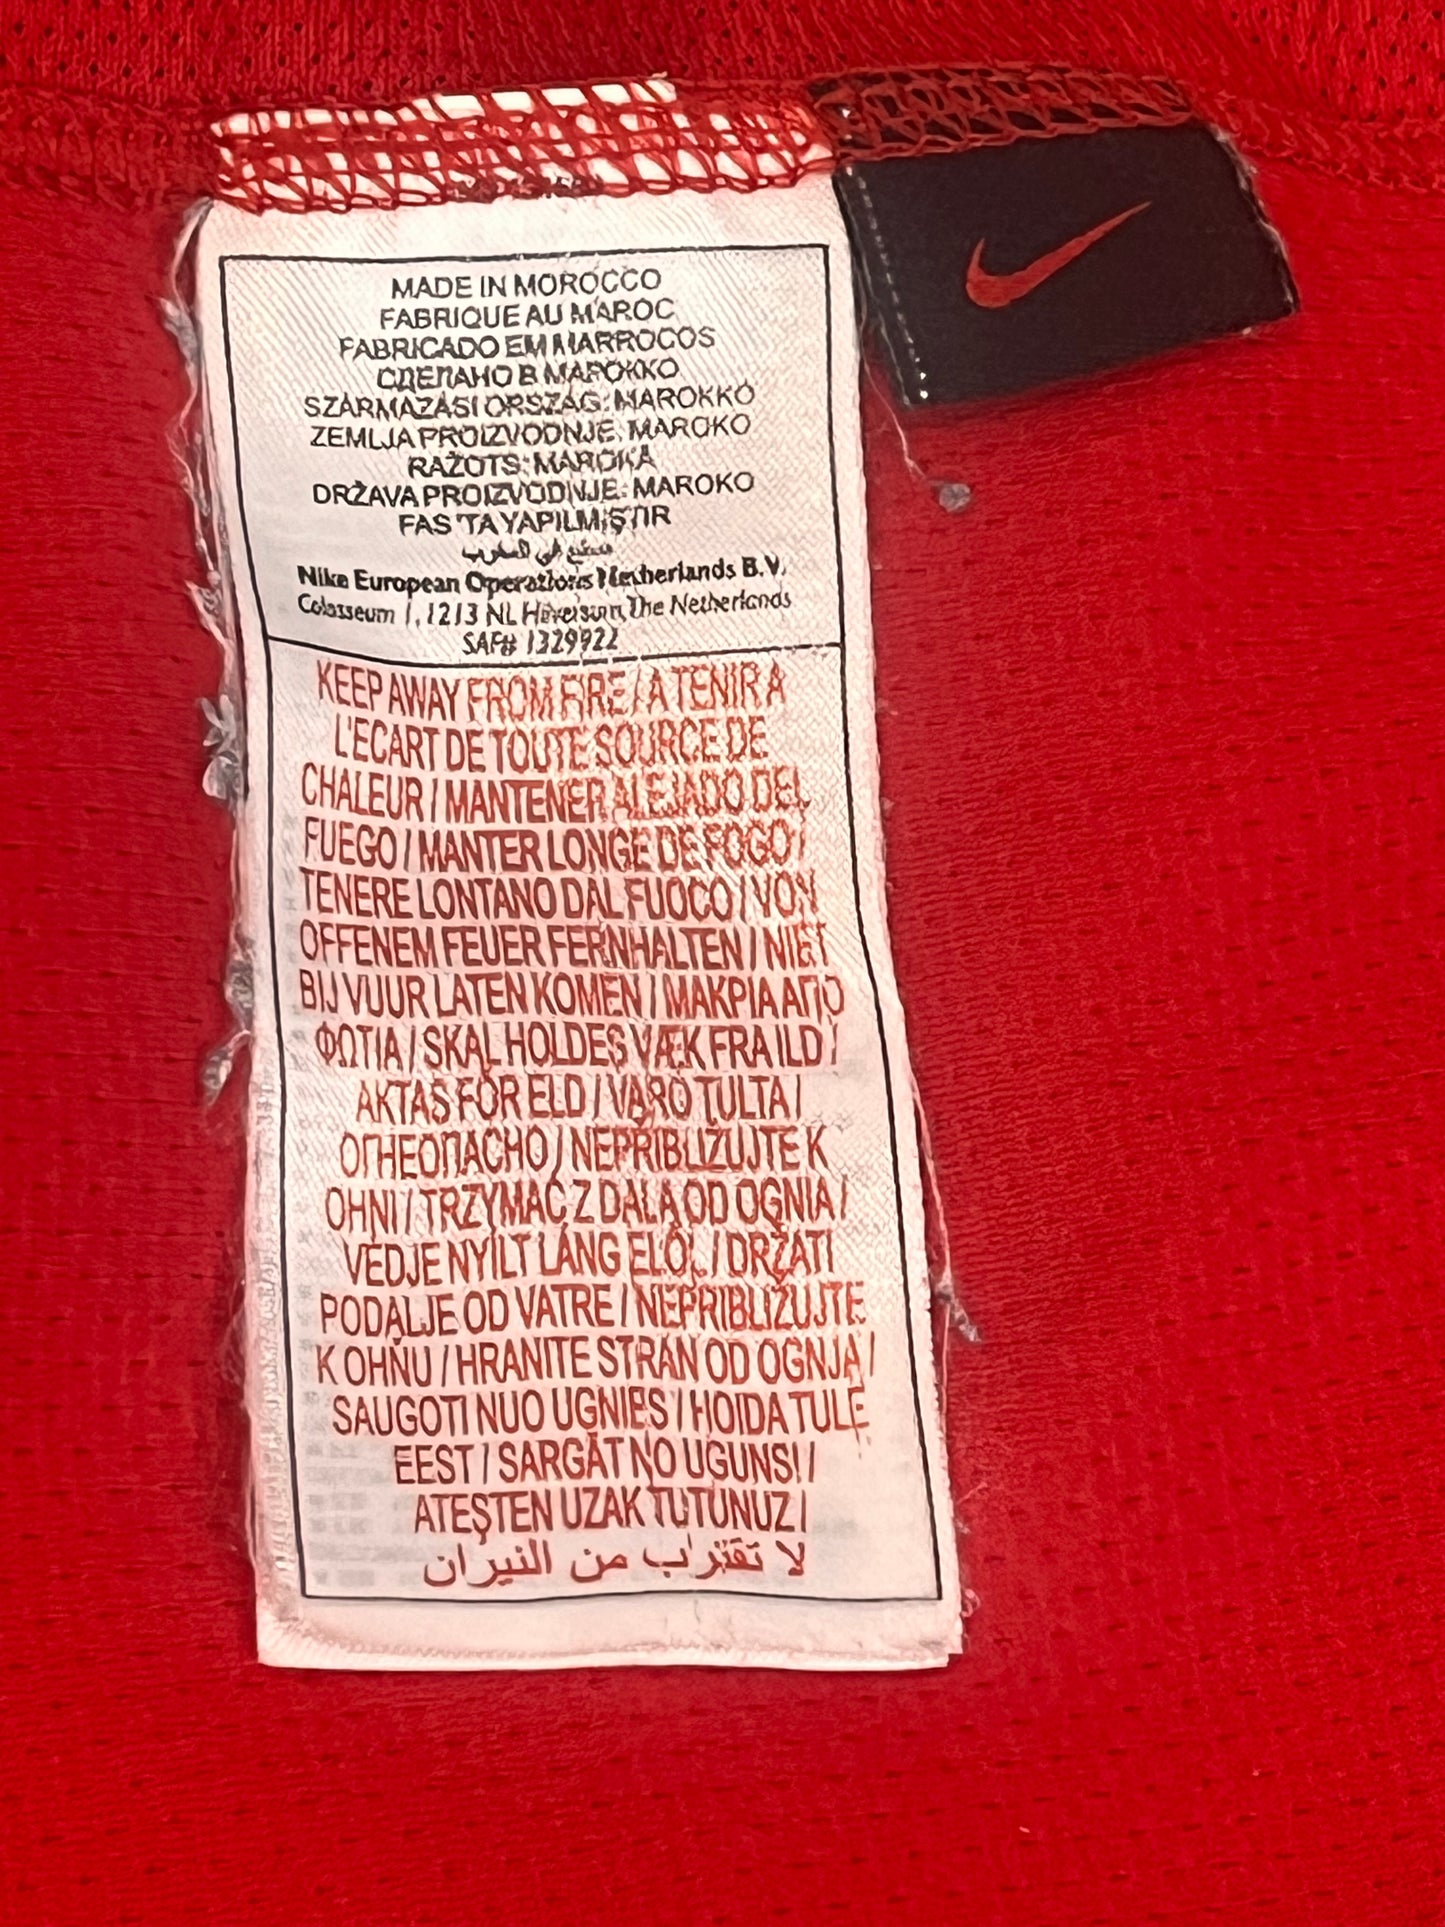 MADE IN MOROCCO
FABRIQUE AU MAROC
FABRICADO EM MARROCOS
СДЕЛАНО В МАРОККО
SZÁRMAZÁSI ORSZÁG: MAROKKÓ
ZEMLJA PROIZVODNJE: MAROKO
RAŽOTS: MAROKA
DRŽAVA PROIZVODNJE: MAROKO
FAS 'TA YAPILMIŞTIR
صنع في المغرب
Nike European Operations Netherlands B.V.
Colosseum 1, 1213 NL Hilversum, The Netherlands
SAF# 1329922
KEEP AWAY FROM FIRE / A TENIR A
L'ECART DE TOUTE SOURCE DE
CHALEUR / MANTENER ALEJADO DEL
FUEGO / MANTER LONGE DE FOGO /
TENERE LONTANO DAL FUOCO / VON
OFFENEM FEUER FERNHALTEN / NIET
BIJ VUUR LATEN KOMEN / ΜΑΚΡΙΑ ΑΠΟ
ΦΩΤΙΑ / SKAL HOLDES VÆK FRA ILD /
AKTAS FÖR ELD / VARO TULTA /
ОГНЕОПАСНО / NEPŘIBLIŽUJTE K
OHNI / TRZYMAĆ Z DALA OD OGNIA /
VÉDJE NYÍLT LÁNG ELŐL / DRŽATI
PODALJE OD VATRE / NEPRIBLIŽUJTE
K OHŇU / HRANITE STRAN OD OGNJA /
SAUGOTI NUO UGNIES / HOIDA TULE
EEST / SARGĀT NO UGUNS! /
ATEŞTEN UZAK TUTUNUZ /
لا تقترب من النيران